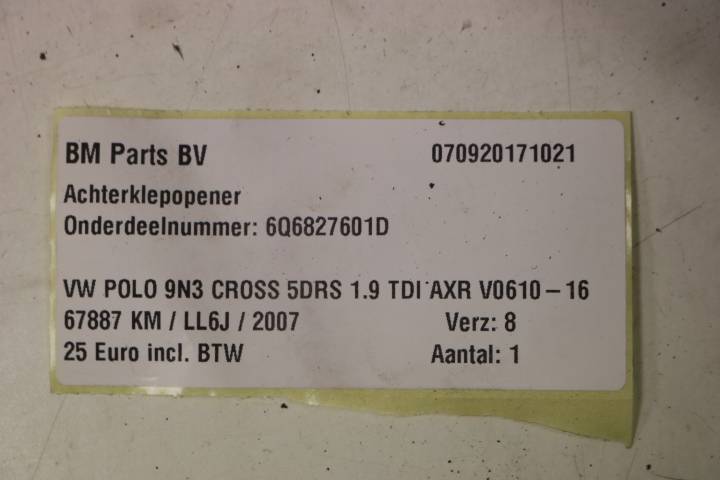 BM Parts BV 070920171021
Achterklepopener
Onderdeelnummer: 6Q6827601D
VW POLO 9N3 CROSS 5DRS 1.9 TDI AXR V0610-16
67887 KM / LL6J / 2007 Verz: 8
25 Euro incl. BTW Aantal: 1